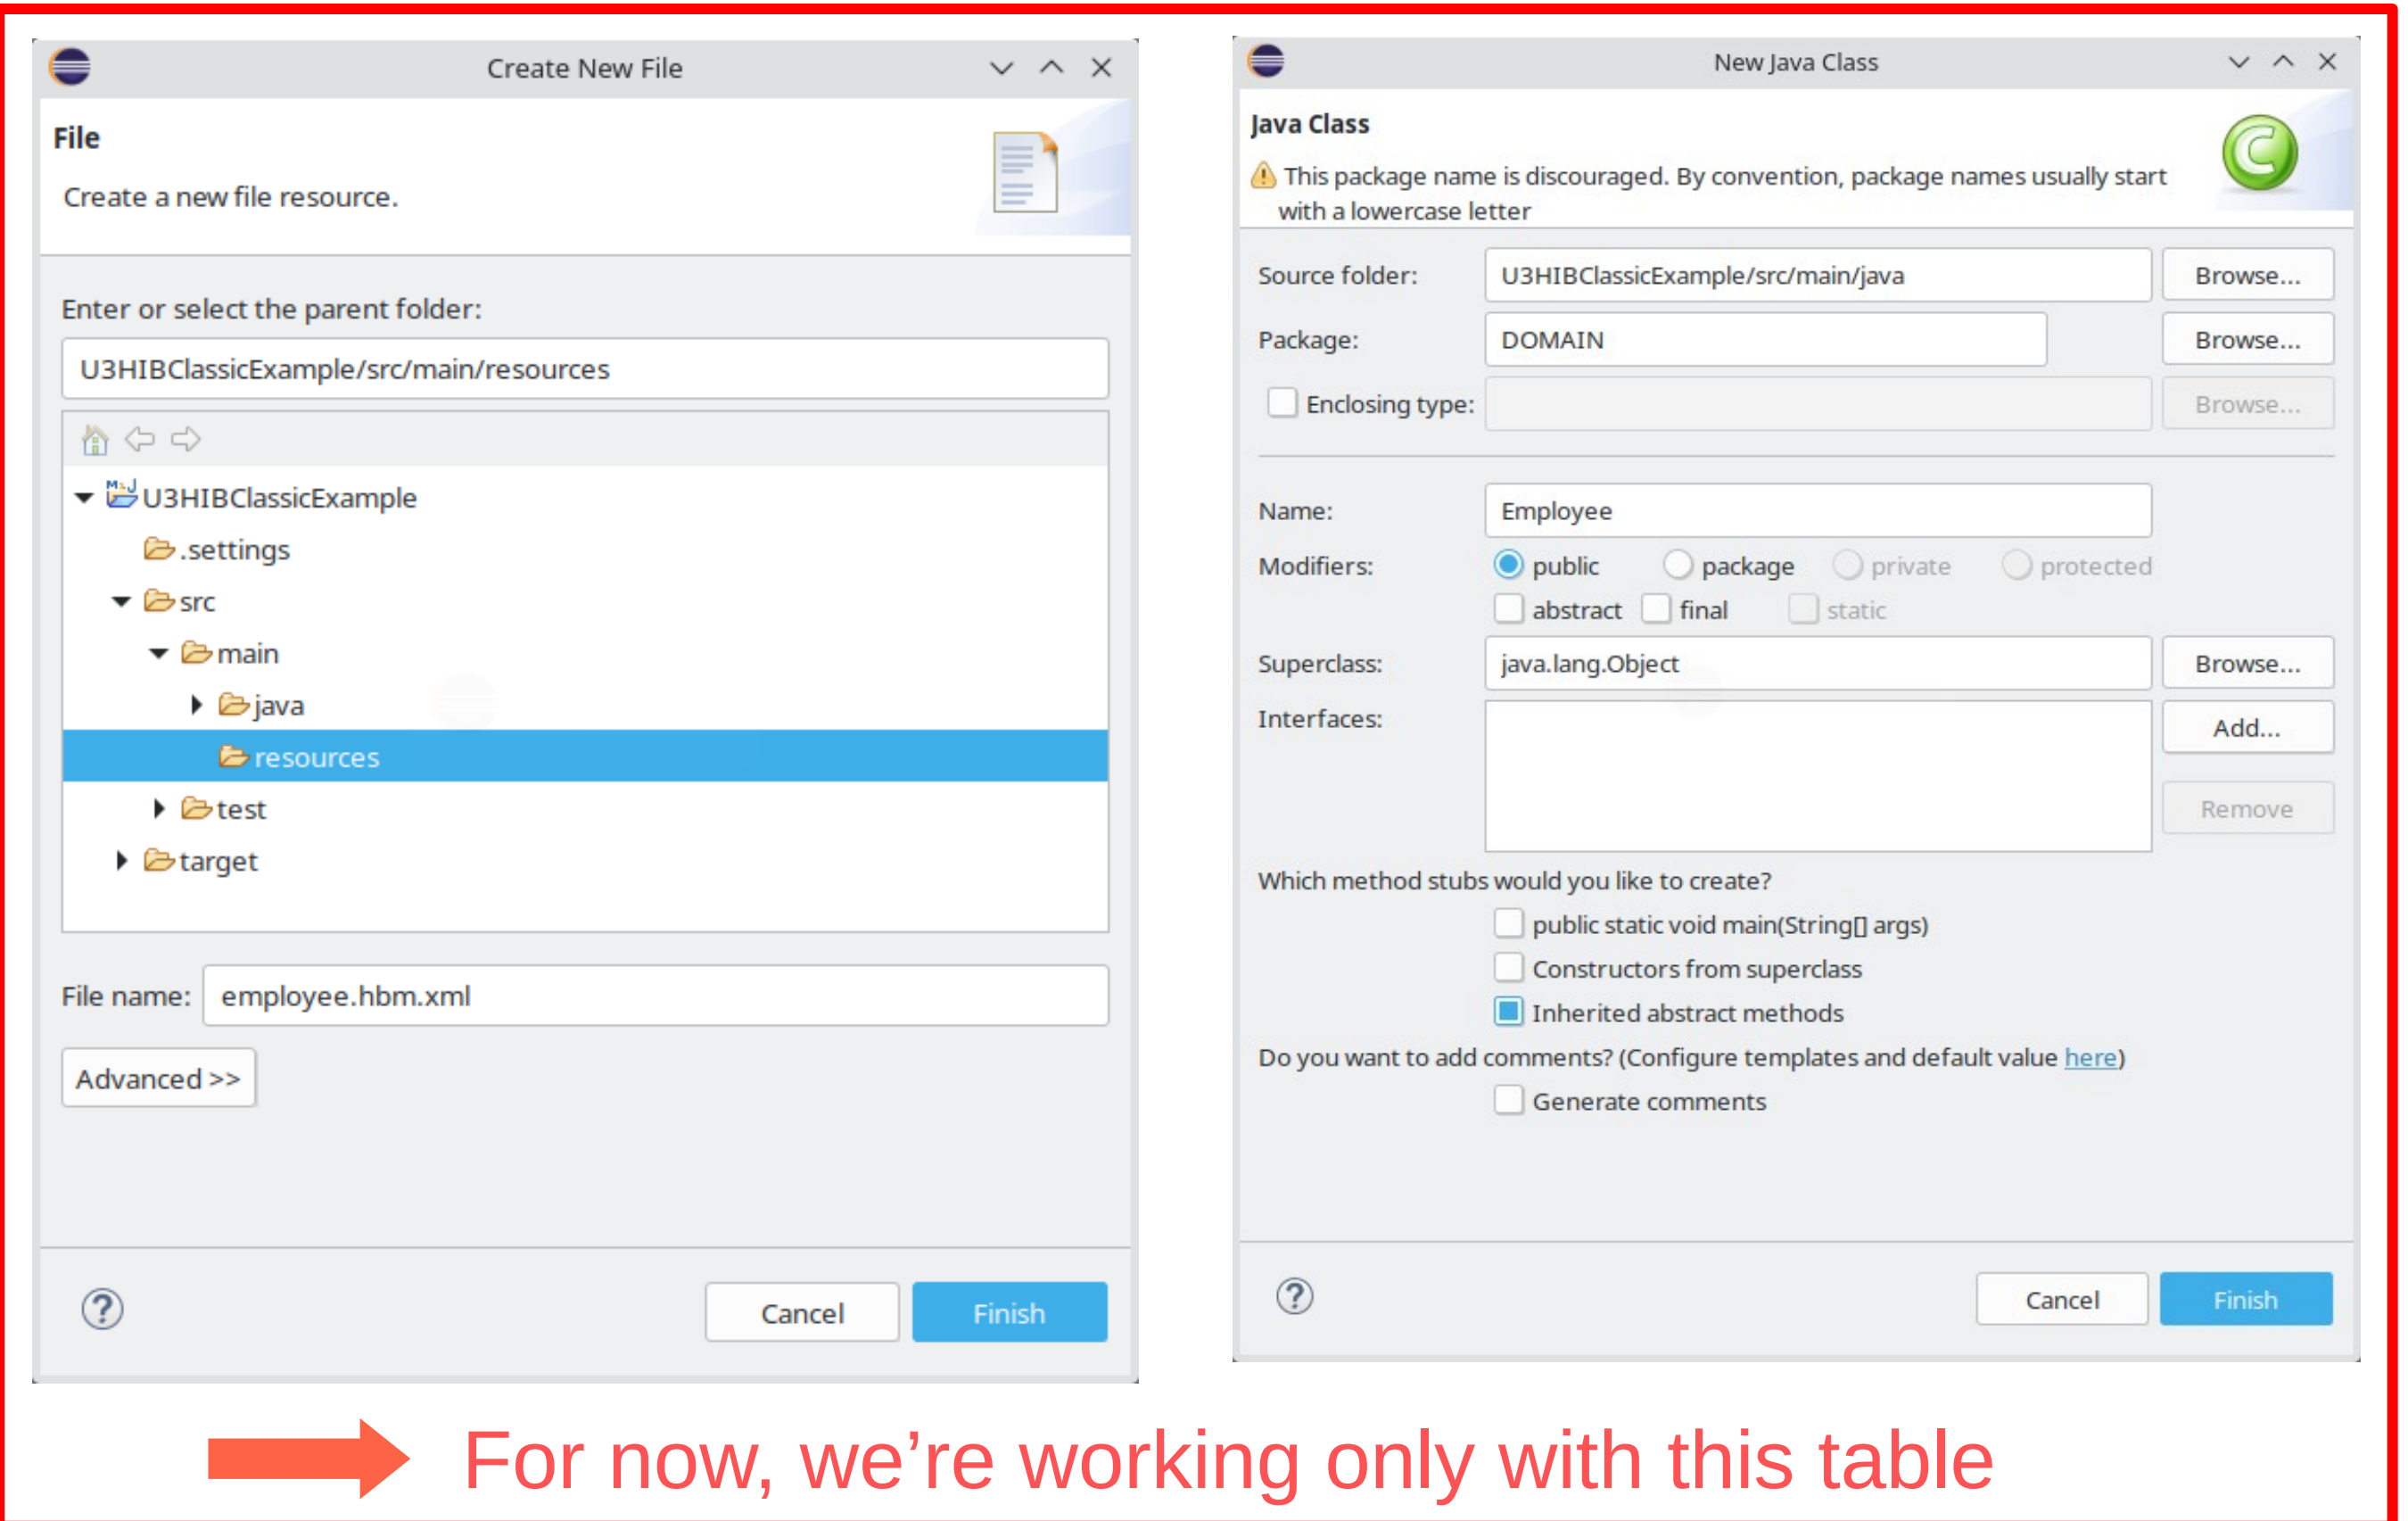 Create New File
File
Create a new file resource.
Enter or select the parent folder:
U3HIBClassicExample/src/main/resources
U3HIBClassicExample
.settings
src
main
java
resources
test
target
File name: employee.hbm.xml
Advanced >>
Cancel Finish
New Java Class
Java Class
This package name is discouraged. By convention, package names usually start
with a lowercase letter
Source folder: U3HIBClassicExample/src/main/java Browse...
Package: DOMAIN Browse...
Enclosing type: Browse...
Name: Employee
Modifiers: public package private protected
abstract final static
Superclass: java.lang.Object Browse...
Interfaces: Add...
Remove
Which method stubs would you like to create?
public static void main(String[] args)
Constructors from superclass
Inherited abstract methods
Do you want to add comments? (Configure templates and default value here)
Generate comments
Cancel Finish
For now, we’re working only with this table